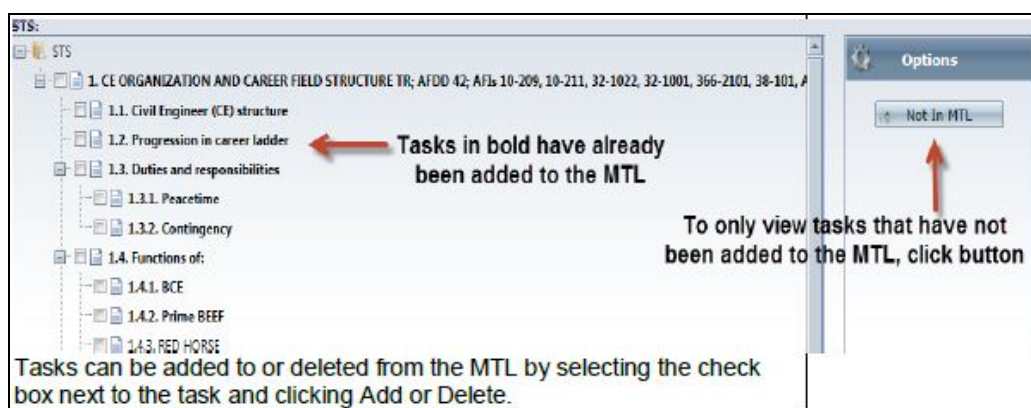 STS:
STS
1. CE ORGANIZATION AND CAREER FIELD STRUCTURE TR; AFDD 42; AFIs 10-209, 10-211, 32-1022, 32-1001, 366-2101, 38-101, A
1.1. Civil Engineer (CE) structure
1.2. Progression in career ladder
1.3. Duties and responsibilities
1.3.1. Peacetime
1.3.2. Contingency
1.4. Functions of:
1.4.1. BCE
1.4.2. Prime BEEF
1.4.3. RED HORSE
Tasks in bold have already
been added to the MTL
Options
Not In MTL
To only view tasks that have not
been added to the MTL, click button
Tasks can be added to or deleted from the MTL by selecting the check
box next to the task and clicking Add or Delete.